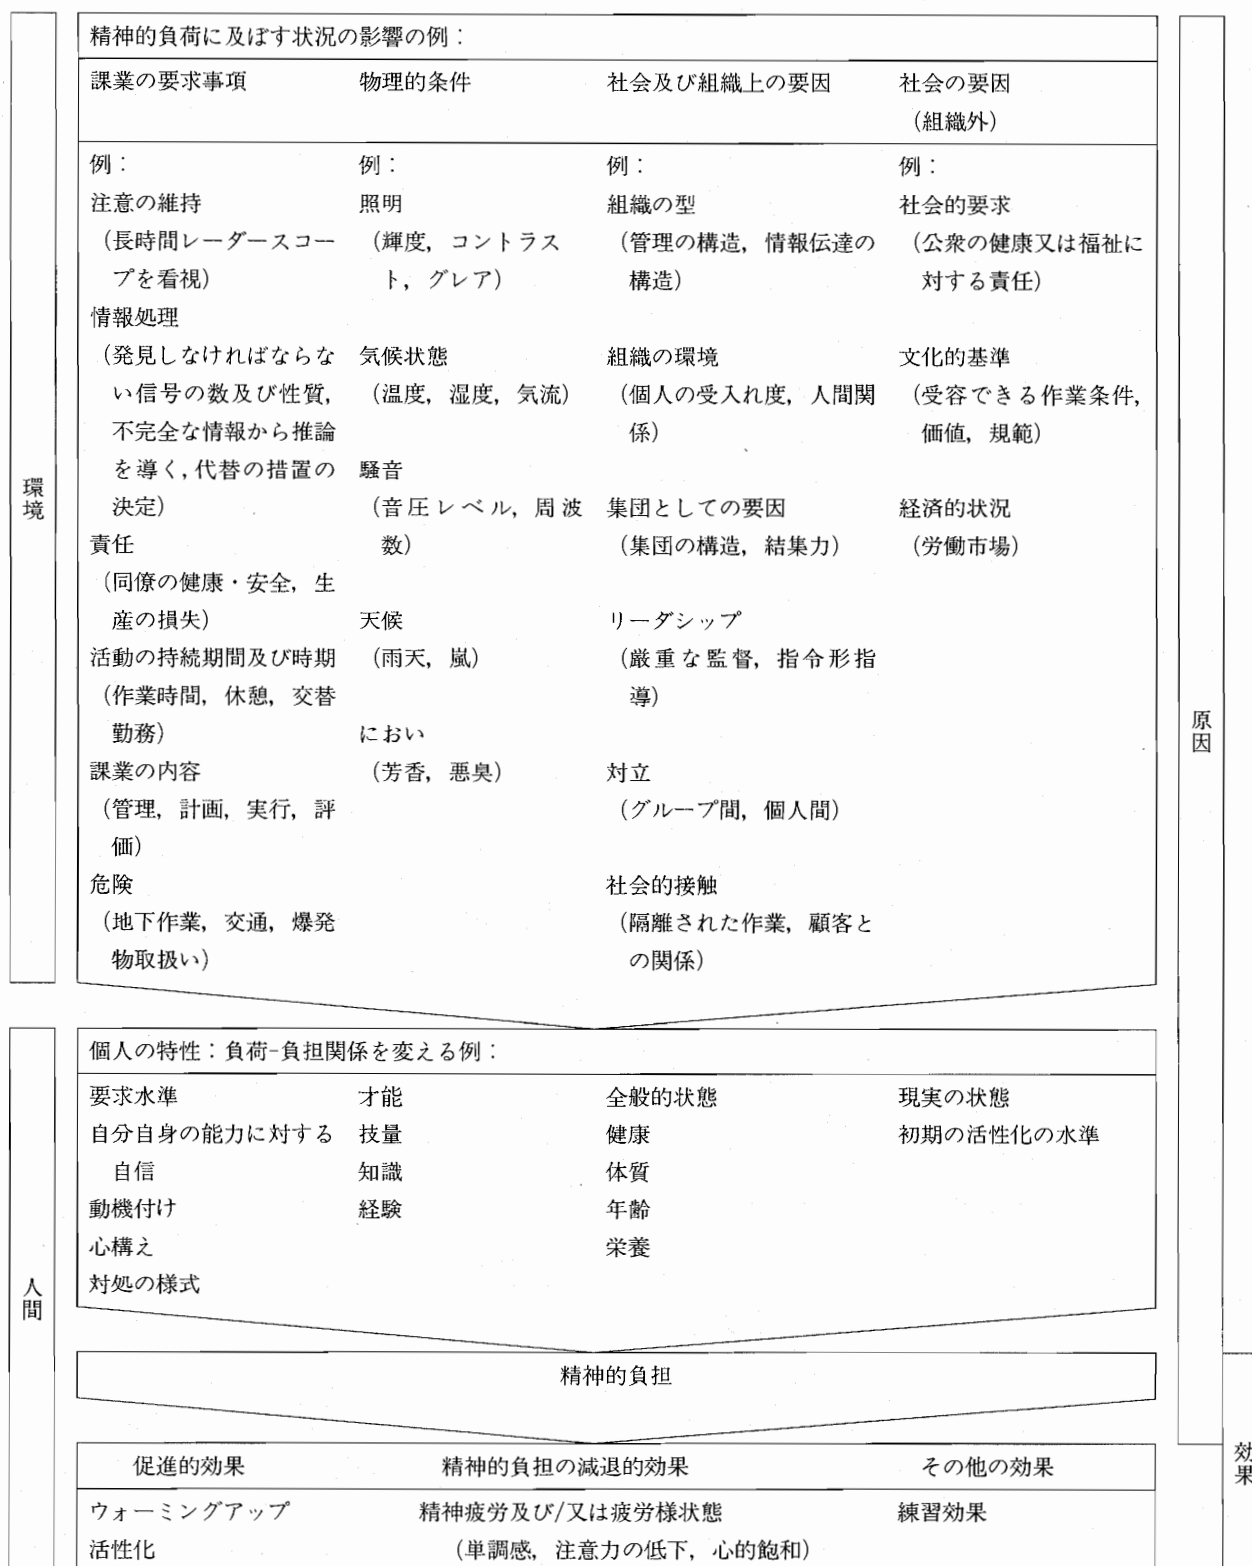 精神的負荷に及ぼす状況の影響の例：
課業の要求事項
物理的条件
社会及び組織上の要因
社会の要因
（組織外）
例：
注意の維持
（長時間レーダースコー
プを看視）
情報処理
（発見しなければならな
い信号の数及び性質，
不完全な情報から推論
を導く，代替の措置の
決定）
責任
（同僚の健康・安全，生
産の損失）
活動の持続期間及び時期
（作業時間，休憩，交替
勤務）
課業の内容
（管理，計画，実行，評
価）
危険
（地下作業，交通，爆発
物取扱い）
例：
照明
（輝度，コントラス
ト，グレア）
気候状態
（温度，湿度，気流）
騒音
（音圧レベル，周波
数）
天候
（雨天，嵐）
におい
（芳香，悪臭）
例：
組織の型
（管理の構造，情報伝達の
構造）
組織の環境
（個人の受入れ度，人間関
係）
集団としての要因
（集団の構造，結集力）
リーダシップ
（厳重な監督，指令形指
導）
対立
（グループ間，個人間）
社会的接触
（隔離された作業，顧客と
の関係）
例：
社会的要求
（公衆の健康又は福祉に
対する責任）
文化的基準
（受容できる作業条件，
価値，規範）
経済的状況
（労働市場）
環境
個人の特性：負荷-負担関係を変える例：
要求水準
自分自身の能力に対する
自信
動機付け
心構え
対処の様式
才能
技量
知識
経験
全般的状態
健康
体質
年齢
栄養
現実の状態
初期の活性化の水準
人間
原因
精神的負担
促進的効果
精神的負担の減退的効果
その他の効果
ウォーミングアップ
活性化
精神疲労及び/又は疲労様状態
（単調感，注意力の低下，心的飽和）
練習効果
効果